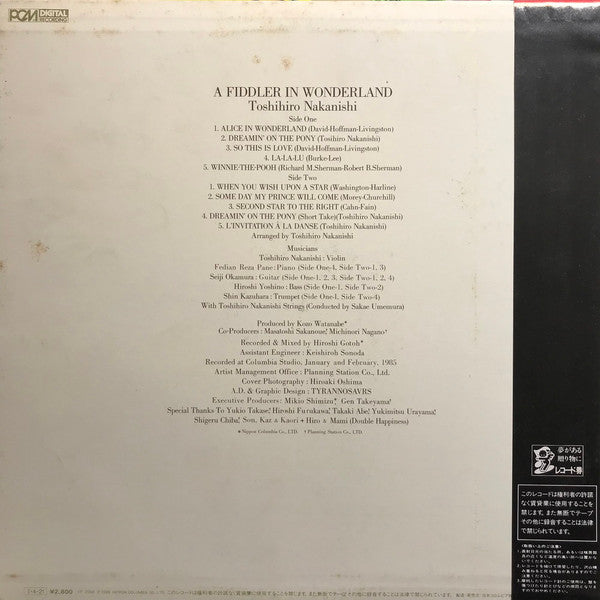 PCM DIGITAL RECORDING
A FIDDLER IN WONDERLAND
Toshihiro Nakanishi
Side One
1. ALICE IN WONDERLAND (David-Hoffman-Livingston)
2. DREAMIN' ON THE PONY (Tosihiro Nakanishi)
3. SO THIS IS LOVE (David-Hoffman-Livingston)
4. LA-LA-LU (Burke-Lee)
5. WINNIE-THE-POOH (Richard M.Sherman-Robert B.Sherman)
Side Two
1. WHEN YOU WISH UPON A STAR (Washington-Harline)
2. SOME DAY MY PRINCE WILL COME (Morey-Churchill)
3. SECOND STAR TO THE RIGHT (Cahn-Fain)
4. DREAMIN' ON THE PONY (Short Take)(Toshihiro Nakanishi)
5. L'INVITATION À LA DANSE (Toshihiro Nakanishi)
Arranged by Toshihiro Nakanishi
Musicians
Toshihiro Nakanishi : Violin
Fedian Reza Pane : Piano (Side One-4, Side Two-1, 3)
Seiji Okamura : Guitar (Side One-1, 2, 3, Side Two-1, 2, 4)
Hiroshi Yoshino : Bass (Side One-1, Side Two-2)
Shin Kazuhara : Trumpet (Side One-1, Side Two-4)
With Toshihiro Nakanishi Strings (Conducted by Sakae Umemura)
Produced by Kozo Watanabe*
Co-Producers : Masatoshi Sakanoue! Michinori Nagano†
Recorded & Mixed by Hiroshi Gotoh*
Assistant Engineer : Keishiroh Sonoda
Recorded at Columbia Studio, January and February, 1985
Artist Management Office : Planning Station Co., Ltd.
Cover Photography : Hiroaki Oshima
A.D. & Graphic Design : TYRANNOSAVRS
Executive Producers : Mikio Shimizu, Gen Takeyama
Special Thanks To Yukio Takase, Hiroshi Furukawa, Takaki Abe, Yukimitsu Urayama
Shigeru Chiba, Son, Kaz & Kaori + Hiro & Mami (Double Happiness)
* Nippon Columbia Co., LTD. † Planning Station Co., LTD.
夢がある
贈り物に
レコード券
このレコードは権利者の許諾
なく賃貸業に使用することを
禁じます。また無断でテープ
その他に録音することは法
で禁じられています。
7-4-21 ¥2,800